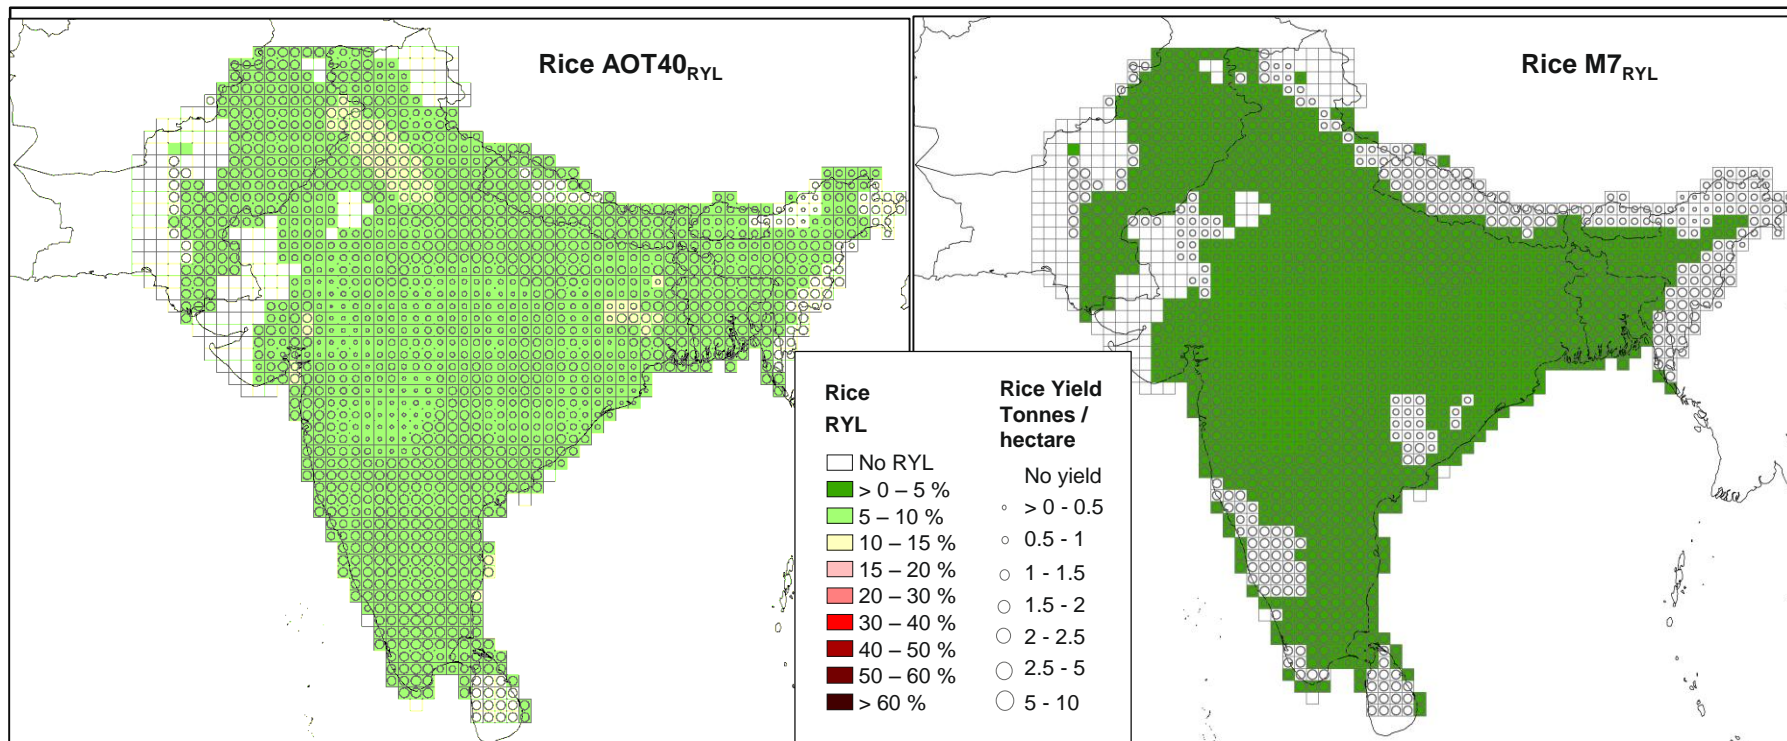 Rice AOT40RYL
Rice M7RYL
Rice
RYL
No RYL
> 0 – 5 %
5 – 10 %
10 – 15 %
15 – 20 %
20 – 30 %
30 – 40 %
40 – 50 %
50 – 60 %
> 60 %
Rice Yield
Tonnes /
hectare
No yield
> 0 - 0.5
0.5 - 1
1 - 1.5
1.5 - 2
2 - 2.5
2.5 - 5
5 - 10